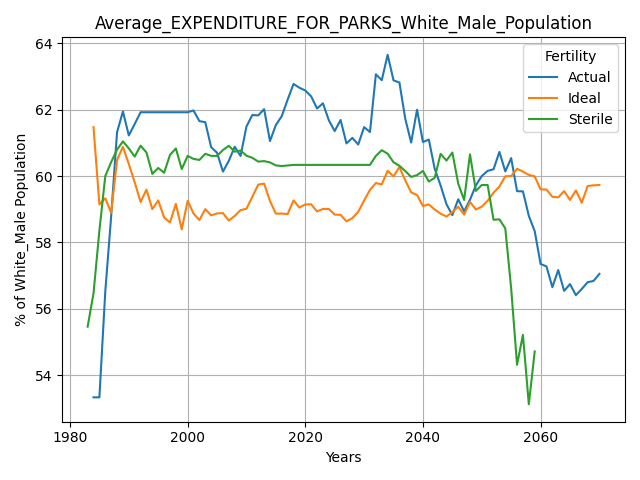 Average_EXPENDITURE_FOR_PARKS_White_Male_Population
% of White_Male Population
64
62
60
58
56
54
1980
2000
2020
2040
2060
Years
Fertility
Actual
Ideal
Sterile